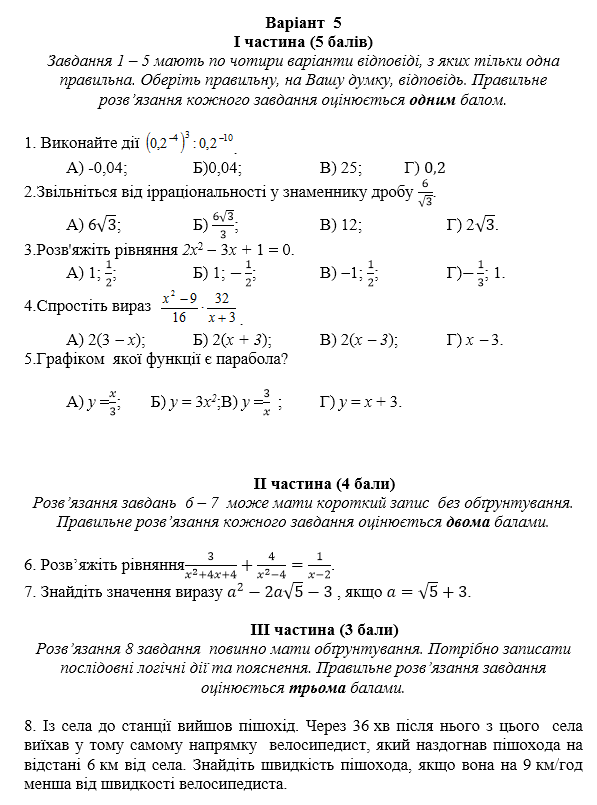 Варіант 5
І частина (5 балів)
Завдання 1 – 5 мають по чотири варіанти відповіді, з яких тільки одна
правильна. Оберіть правильну, на Вашу думку, відповідь. Правильне
розв’язання кожного завдання оцінюється одним балом.
1. Виконайте дії (0,2⁻⁴)³ : 0,2⁻¹⁰.
А) -0,04; Б)0,04; В) 25; Г) 0,2
2.Звільніться від ірраціональності у знаменнику дробу 6/√3.
А) 6√3; Б) 6√3/3; В) 12; Г) 2√3.
3.Розв'яжіть рівняння 2x² – 3x + 1 = 0.
А) 1; 1/2; Б) 1; −1/2; В) –1; 1/2; Г)−1/3; 1.
4.Спростіть вираз (x² − 9)/16 · 32/(x + 3).
А) 2(3 – x); Б) 2(x + 3); В) 2(x – 3); Г) x – 3.
5.Графіком якої функції є парабола?
А) y =x/3; Б) y = 3x²;В) y =3/x ; Г) y = x + 3.
ІІ частина (4 бали)
Розв’язання завдань 6 – 7 може мати короткий запис без обґрунтування.
Правильне розв’язання кожного завдання оцінюється двома балами.
6. Розв’яжіть рівняння 3/(x²+4x+4) + 4/(x²−4) = 1/(x−2).
7. Знайдіть значення виразу a² − 2a√5 − 3 , якщо a = √5 + 3.
ІІІ частина (3 бали)
Розв’язання 8 завдання повинно мати обґрунтування. Потрібно записати
послідовні логічні дії та пояснення. Правильне розв’язання завдання
оцінюється трьома балами.
8. Із села до станції вийшов пішохід. Через 36 хв після нього з цього села
виїхав у тому самому напрямку велосипедист, який наздогнав пішохода на
відстані 6 км від села. Знайдіть швидкість пішохода, якщо вона на 9 км/год
менша від швидкості велосипедиста.